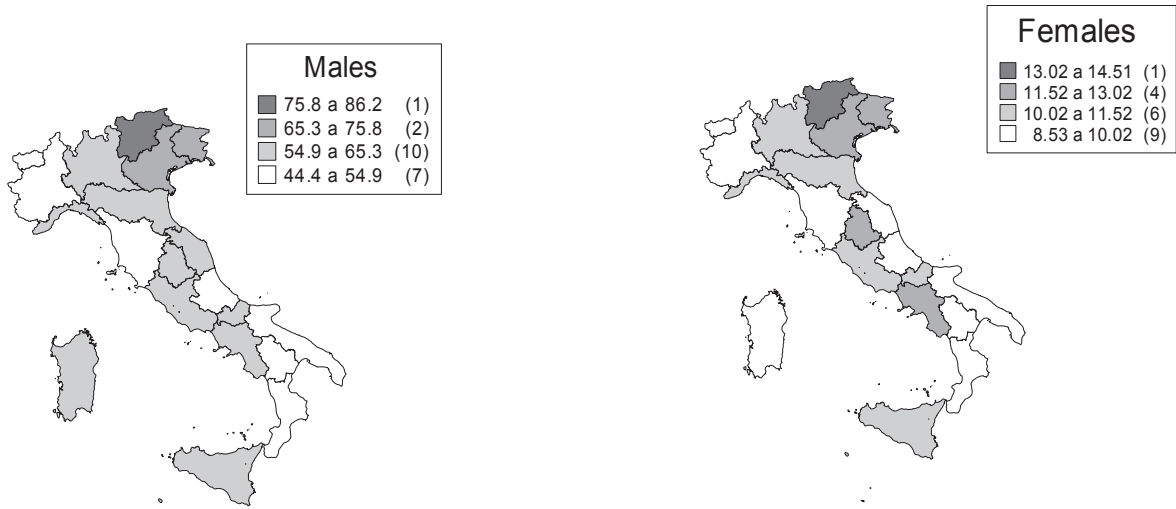 Males
75.8 a 86.2 (1)
65.3 a 75.8 (2)
54.9 a 65.3 (10)
44.4 a 54.9 (7)
Females
13.02 a 14.51 (1)
11.52 a 13.02 (4)
10.02 a 11.52 (6)
8.53 a 10.02 (9)